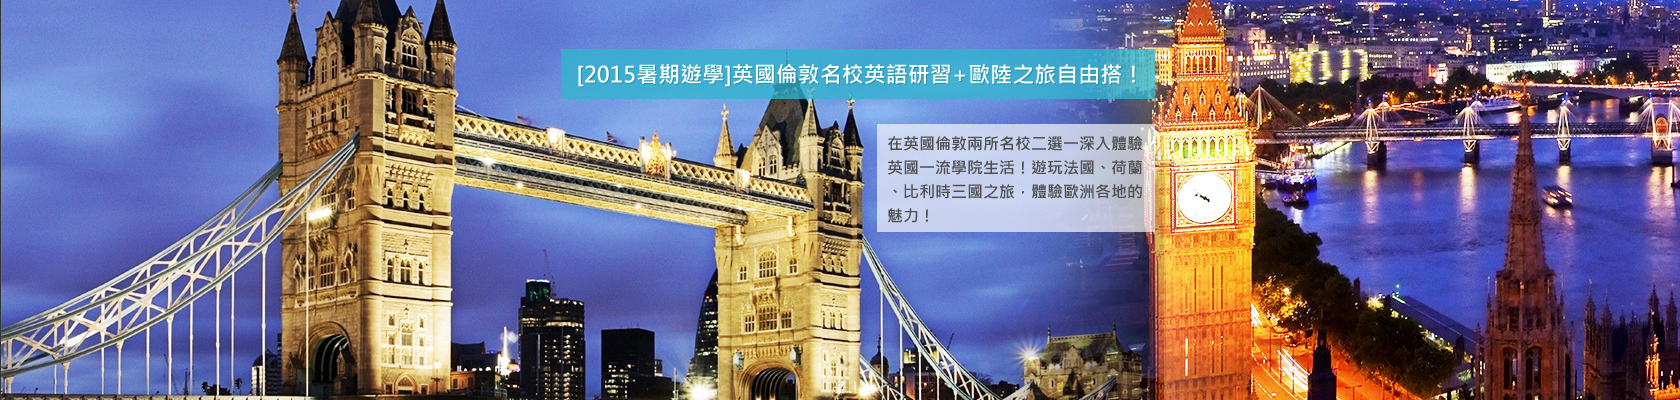 [2015暑期遊學]英國倫敦名校英語研習+歐陸之旅自由搭！
在英國倫敦兩所名校二選一深入體驗
英國一流學院生活！遊玩法國、荷蘭
、比利時三國之旅，體驗歐洲各地的
魅力！